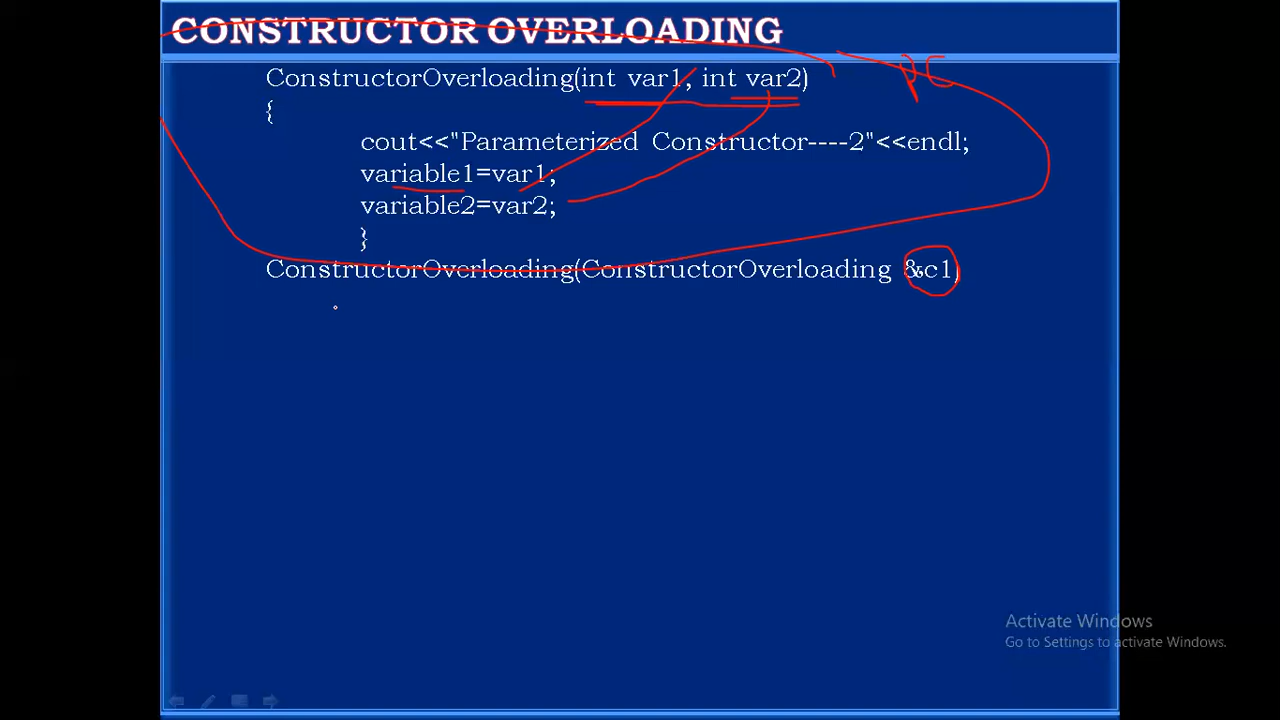 CONSTRUCTOR OVERLOADING
ConstructorOverloading(int var1, int var2)
PC
{
cout<<"Parameterized Constructor----2"<<endl;
variable1=var1;
variable2=var2;
}
ConstructorOverloading(ConstructorOverloading &c1)
Activate Windows
Go to Settings to activate Windows.